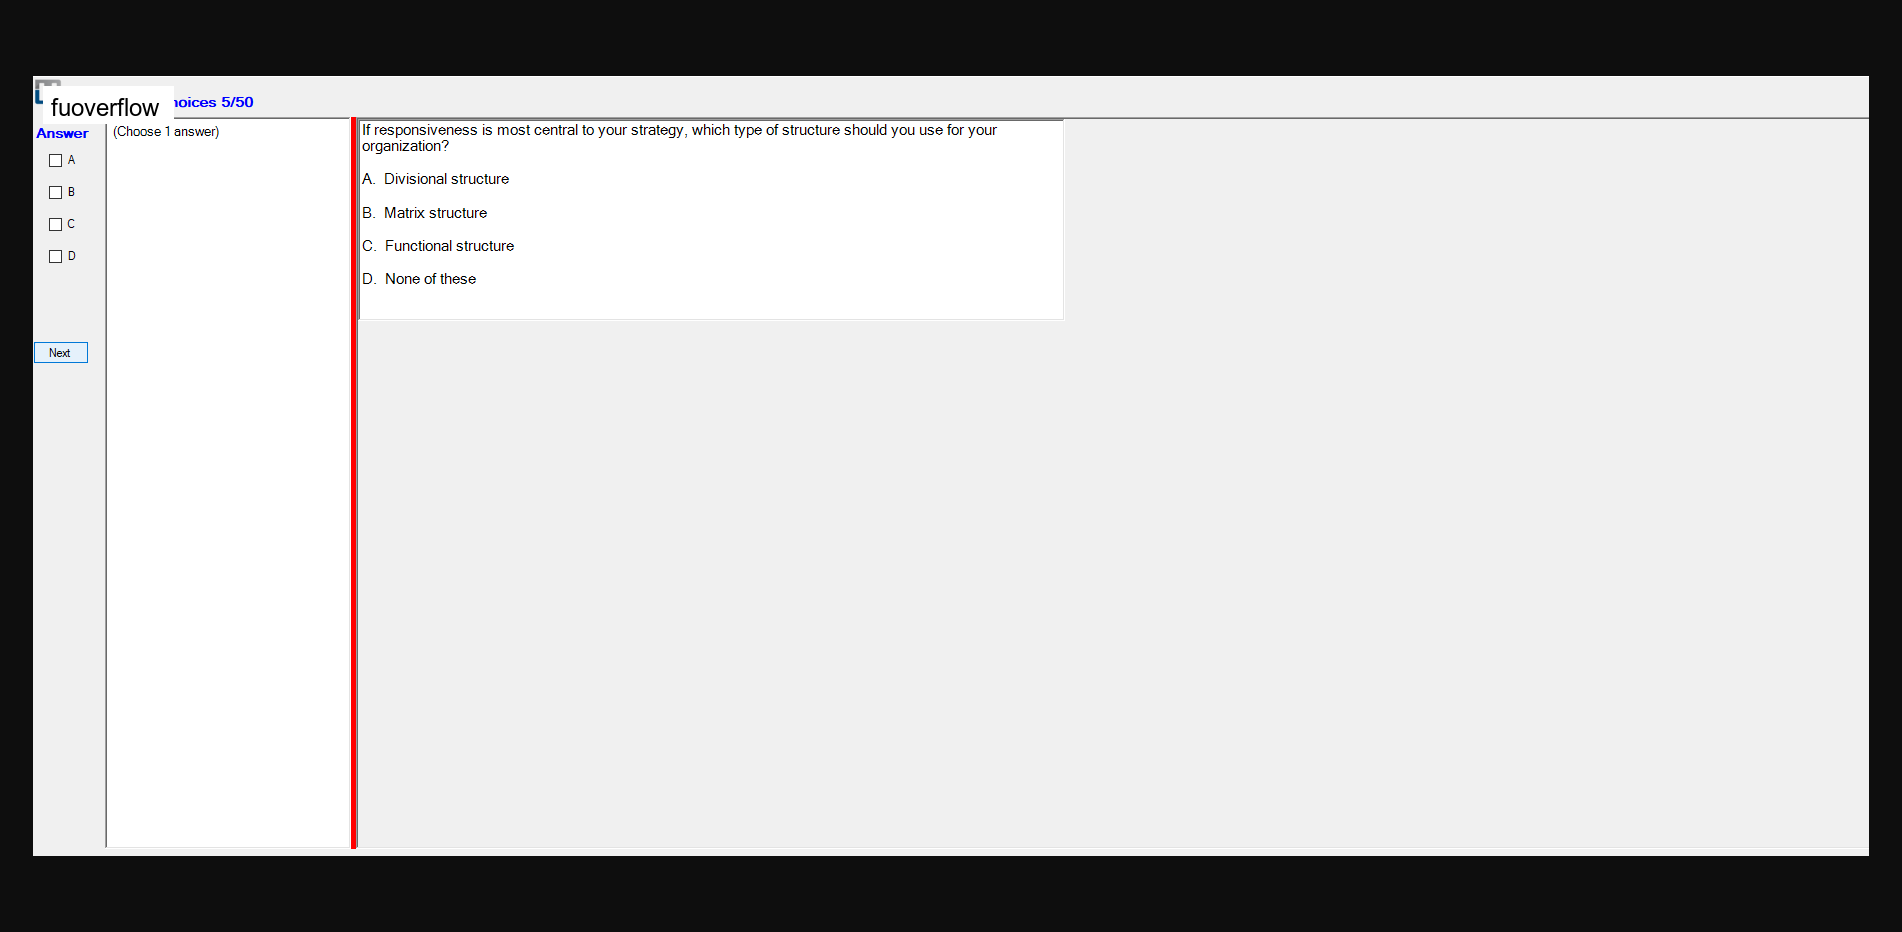 fuoverflow
hoices 5/50
Answer
(Choose 1 answer)
A
B
C
D
Next
If responsiveness is most central to your strategy, which type of structure should you use for your
organization?
A. Divisional structure
B. Matrix structure
C. Functional structure
D. None of these